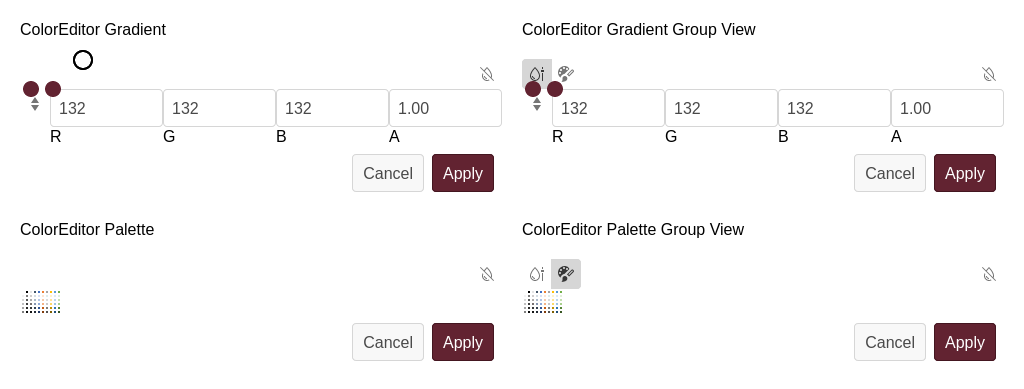 ColorEditor Gradient
132 132 132 1.00
R G B A
Cancel Apply
ColorEditor Gradient Group View
132 132 132 1.00
R G B A
Cancel Apply
ColorEditor Palette
Cancel Apply
ColorEditor Palette Group View
Cancel Apply